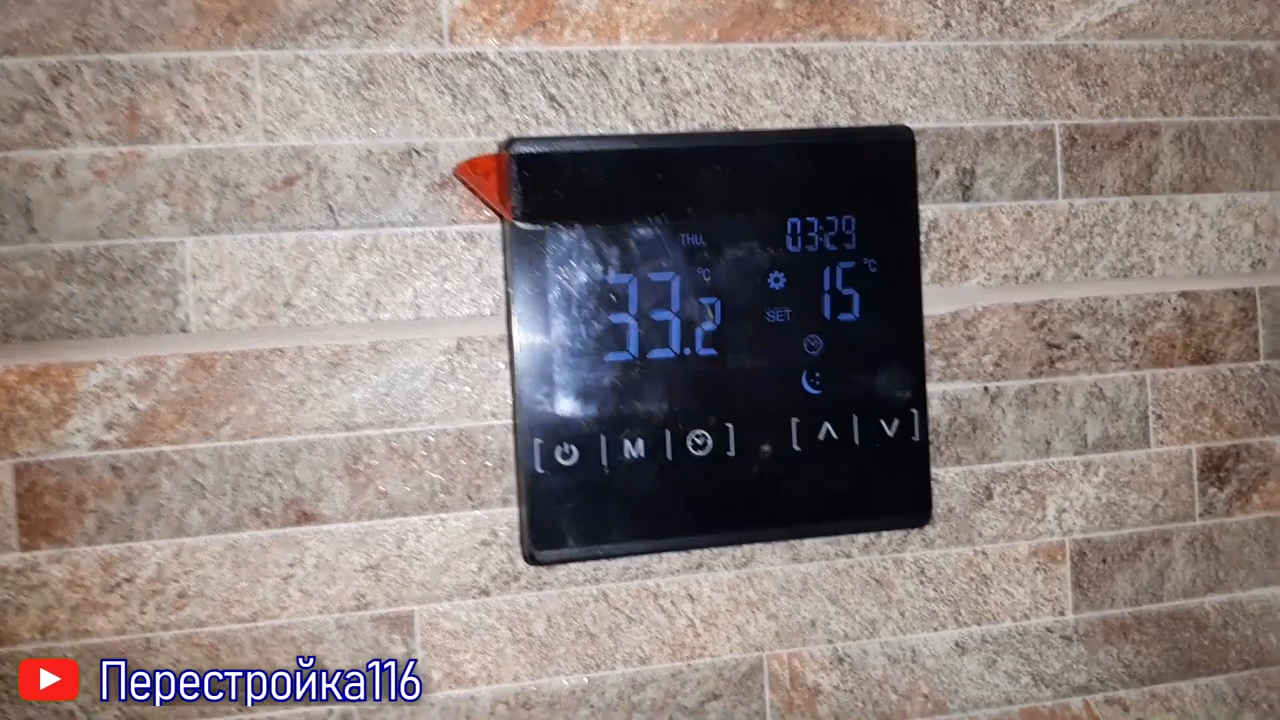 THU 03:29
33.2 °C 15 °C
SET
[ | M | ] [ | ]
Перестройка116